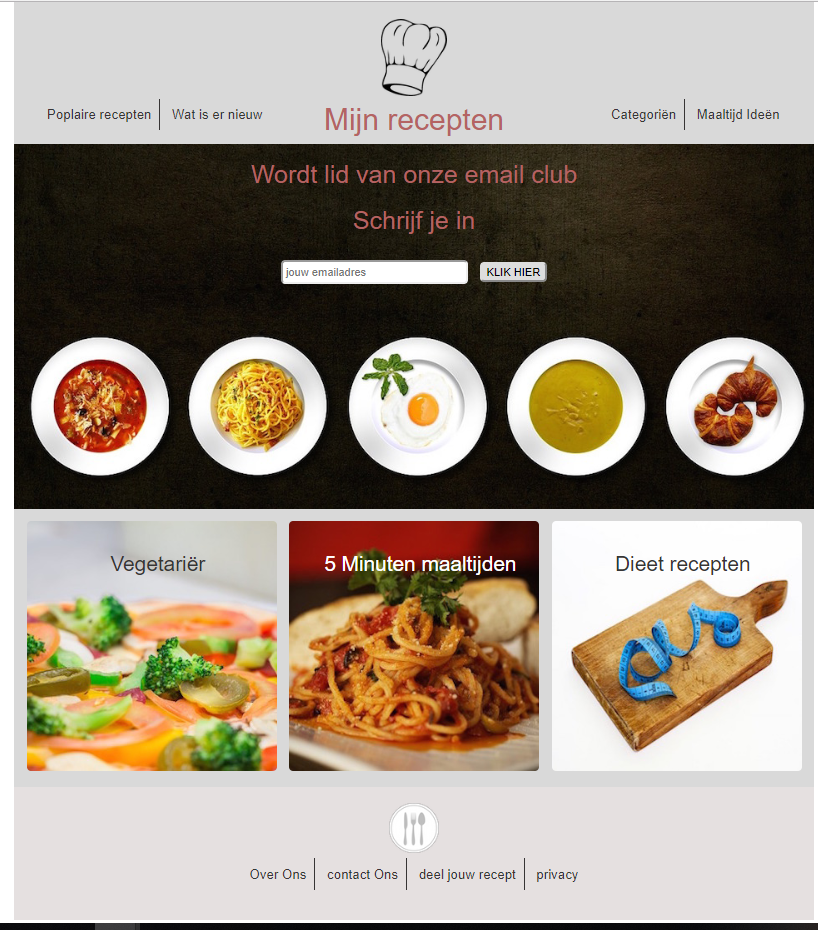 Poplaire recepten
Wat is er nieuw
Mijn recepten
Categoriën
Maaltijd Ideën
Wordt lid van onze email club
Schrijf je in
jouw emailadres
KLIK HIER
Vegetariër
5 Minuten maaltijden
Dieet recepten
Over Ons
contact Ons
deel jouw recept
privacy